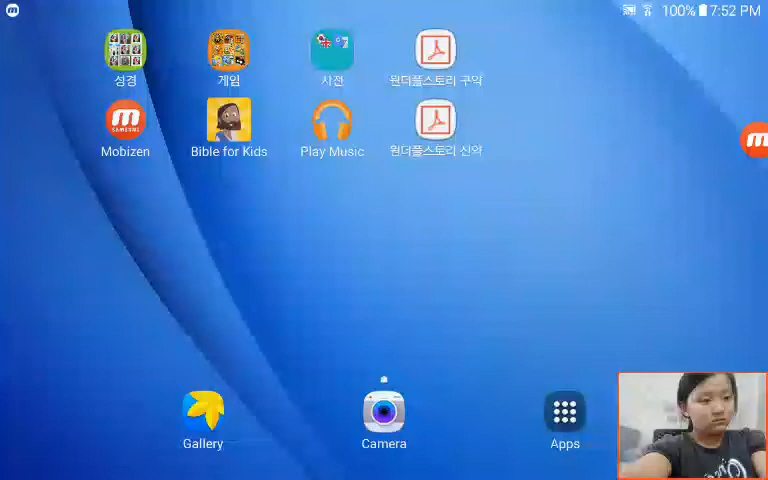 100% 7:52 PM
성경
게임
사전
원더풀스토리 구약
Mobizen
Bible for Kids
Play Music
원더풀스토리 신약
Gallery
Camera
Apps